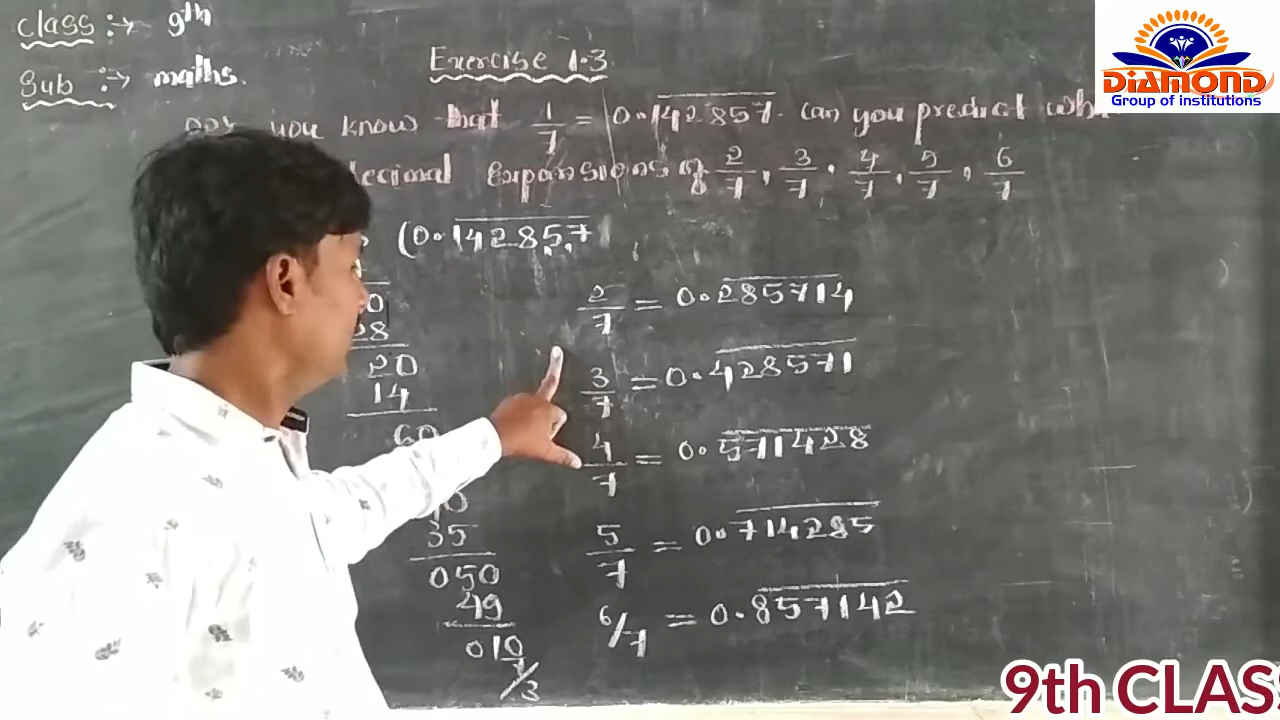 Class :→ 9th
Sub :→ maths.
Exercise 1.3
you know that 1/7 = 0.142857. Can you predict
decimal expansions of 2/7, 3/7, 4/7, 5/7, 6/7
(0.142857
28
20
14
60
35
050
49
010
2/7 = 0.285714
3/7 = 0.428571
4/7 = 0.571428
5/7 = 0.714285
6/7 = 0.857142
DIAMOND
Group of institutions
9th CLASS